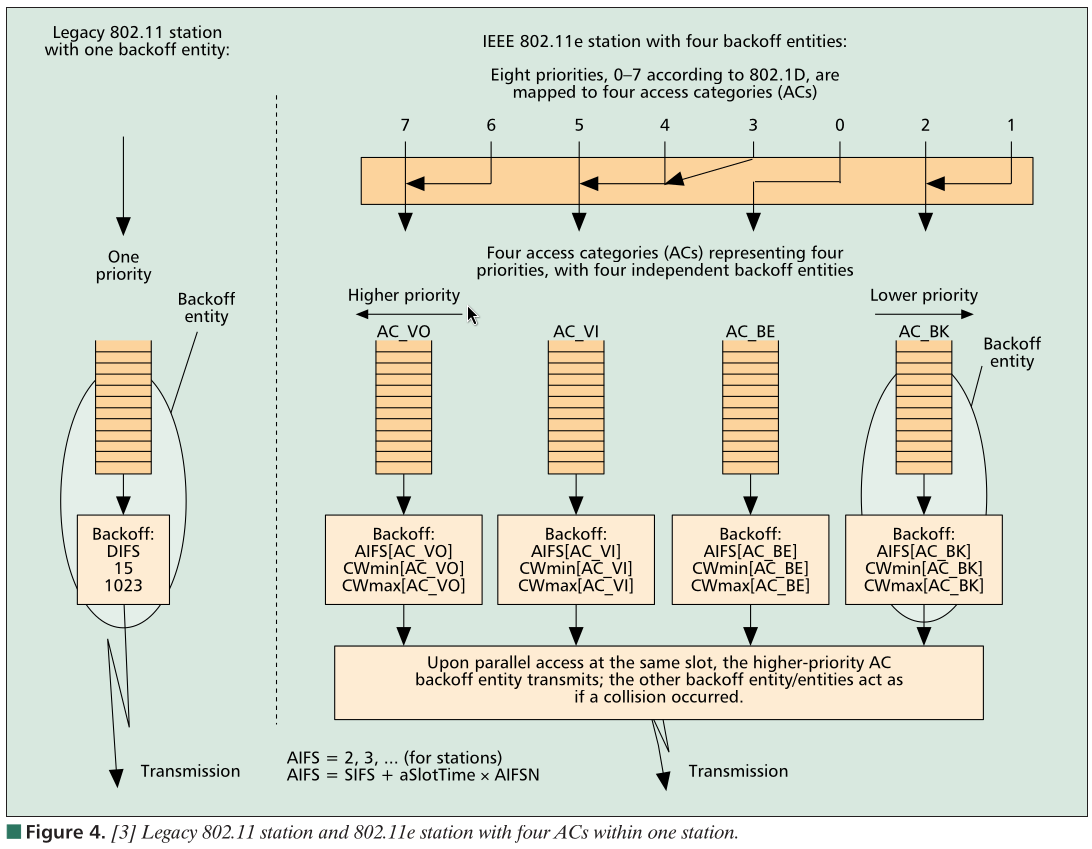 Legacy 802.11 station
with one backoff entity:
IEEE 802.11e station with four backoff entities:
Eight priorities, 0–7 according to 802.1D, are
mapped to four access categories (ACs)
7 6 5 4 3 0 2 1
One
priority
Four access categories (ACs) representing four
priorities, with four independent backoff entities
Backoff
entity
Higher priority
Lower priority
AC_VO AC_VI AC_BE AC_BK
Backoff
entity
Backoff:
DIFS
15
1023
Backoff:
AIFS[AC_VO]
CWmin[AC_VO]
CWmax[AC_VO]
Backoff:
AIFS[AC_VI]
CWmin[AC_VI]
CWmax[AC_VI]
Backoff:
AIFS[AC_BE]
CWmin[AC_BE]
CWmax[AC_BE]
Backoff:
AIFS[AC_BK]
CWmin[AC_BK]
CWmax[AC_BK]
Upon parallel access at the same slot, the higher-priority AC
backoff entity transmits; the other backoff entity/entities act as
if a collision occurred.
Transmission
AIFS = 2, 3, ... (for stations)
AIFS = SIFS + aSlotTime × AIFSN
Transmission
Figure 4. [3] Legacy 802.11 station and 802.11e station with four ACs within one station.